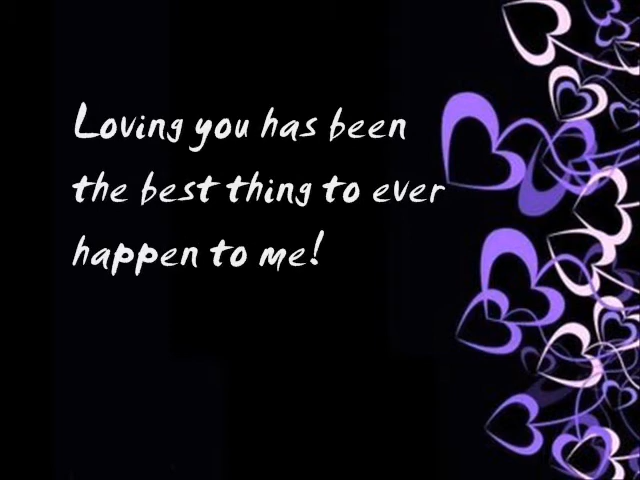 Loving you has been
the best thing to ever
happen to me!